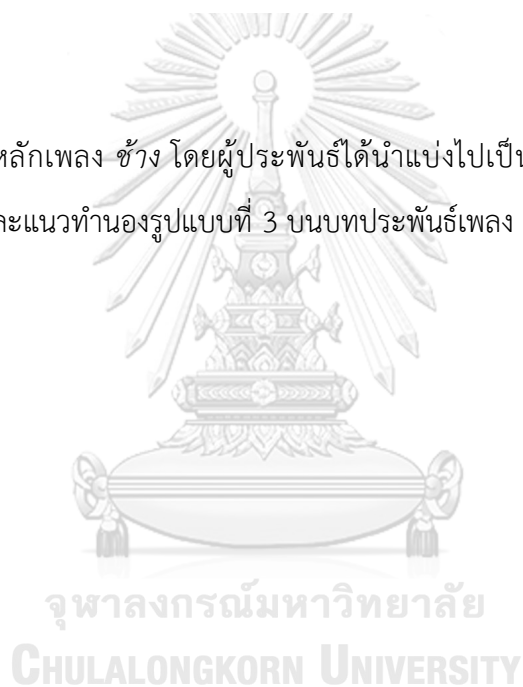 หลักเพลง ช้าง โดยผู้ประพันธ์ได้นำแบ่งไปเป็น
ละแนวทำนองรูปแบบที่ 3 บนบทประพันธ์เพลง
จุฬาลงกรณ์มหาวิทยาลัย
CHULALONGKORN UNIVERSITY